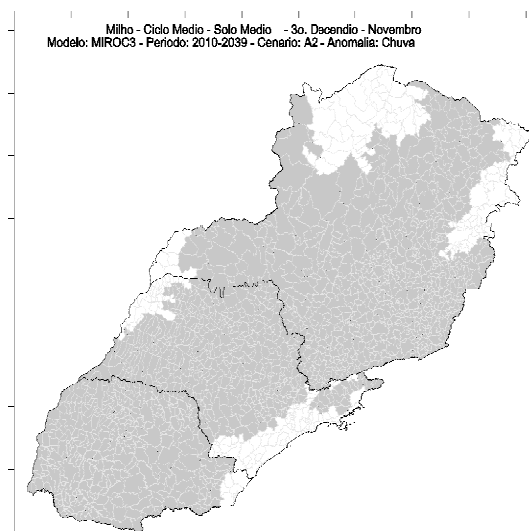 Milho - Ciclo Medio - Solo Medio - 3o. Decendio - Novembro
Modelo: MIROC3 - Periodo: 2010-2039 - Cenario: A2 - Anomalia: Chuva